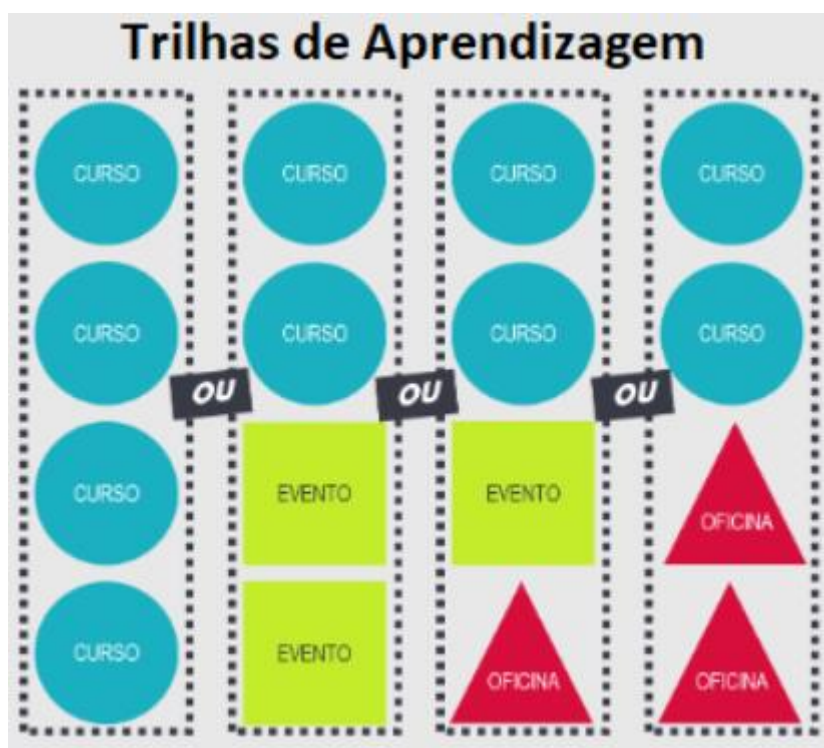 Trilhas de Aprendizagem
CURSO CURSO CURSO CURSO
CURSO CURSO CURSO CURSO
OU OU OU
CURSO EVENTO EVENTO OFICINA
CURSO EVENTO OFICINA OFICINA